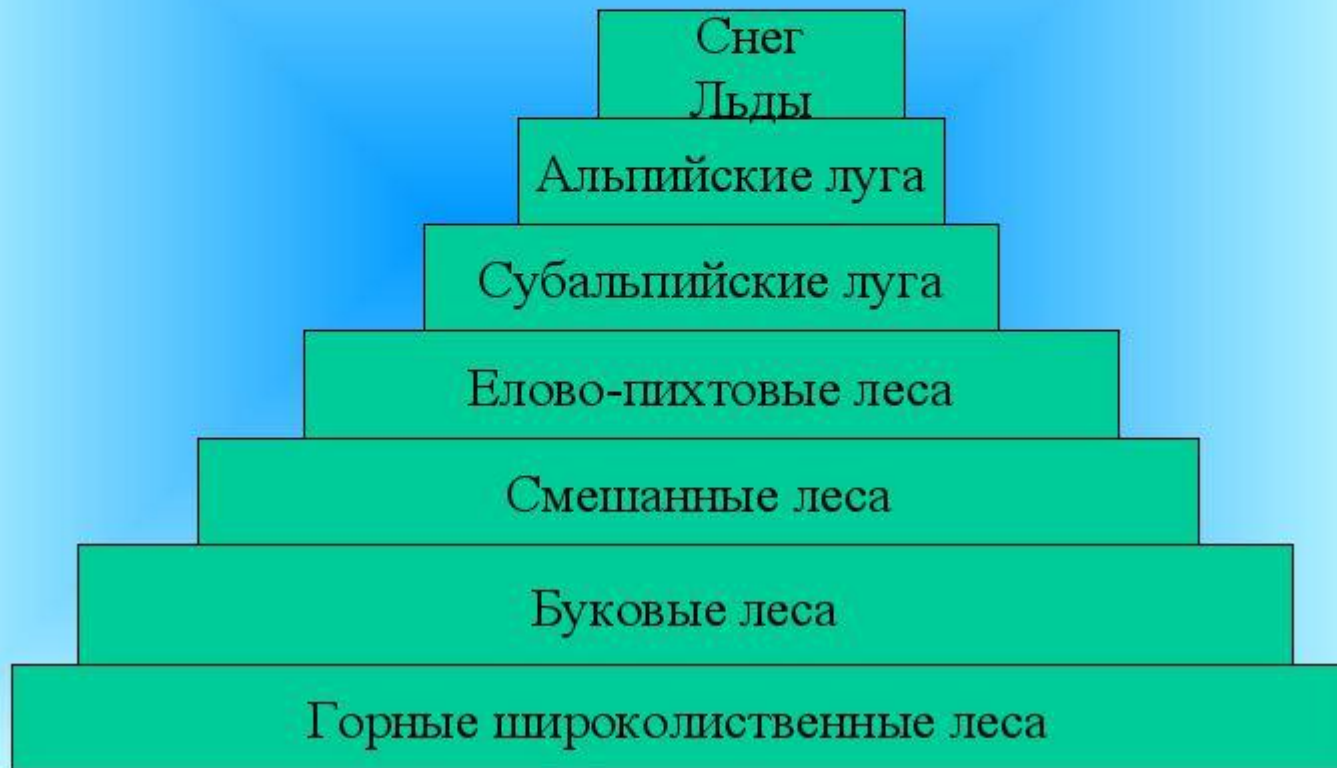 Снег
Льды
Альпийские луга
Субальпийские луга
Елово-пихтовые леса
Смешанные леса
Буковые леса
Горные широколиственные леса